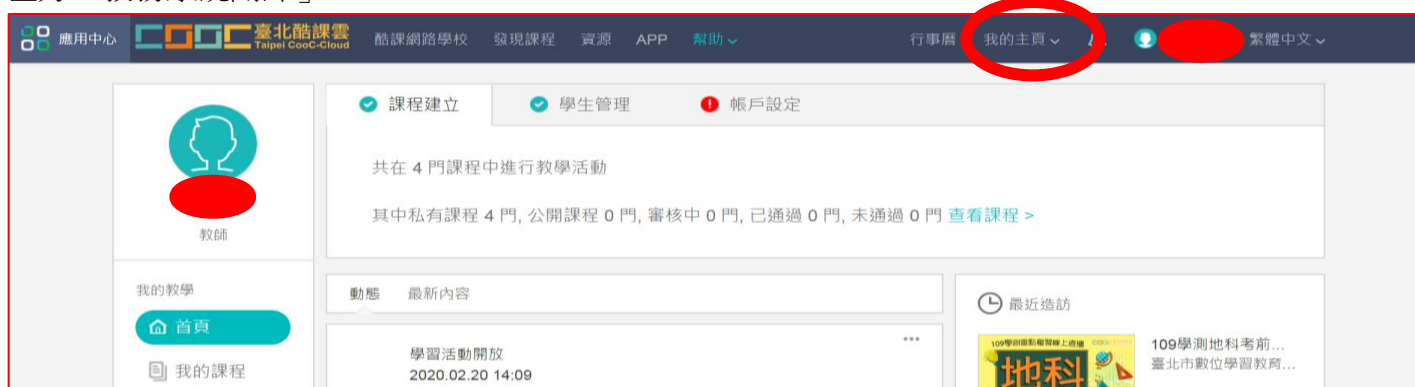 應用中心 COOC 臺北酷課雲 Taipei CooC-Cloud 酷課網路學校 發現課程 資源 APP 幫助 行事曆 我的主頁 繁體中文
課程建立 學生管理 帳戶設定
共在 4 門課程中進行教學活動
其中私有課程 4 門, 公開課程 0 門, 審核中 0 門, 已通過 0 門, 未通過 0 門 查看課程 >
教師
我的教學
首頁
我的課程
動態 最新內容
學習活動開放
2020.02.20 14:09
最近造訪
地科
109學測地科考前...
臺北市數位學習教育...